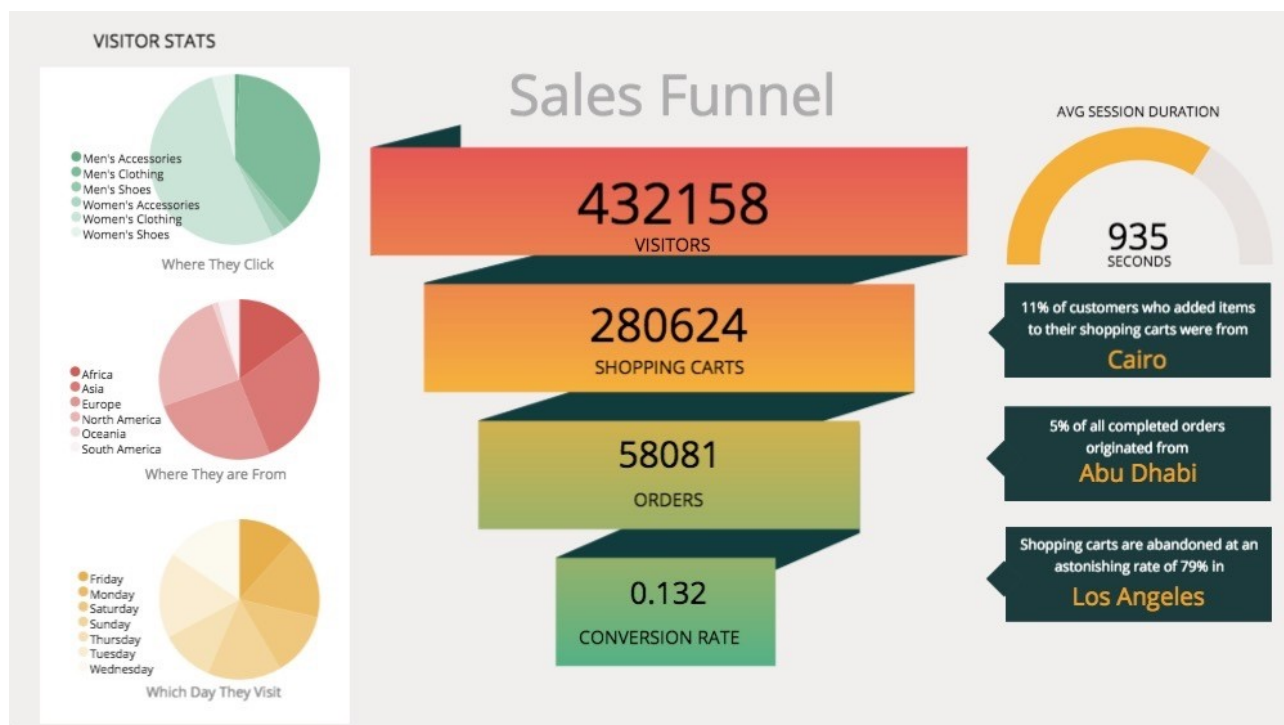 VISITOR STATS
Men's Accessories
Men's Clothing
Men's Shoes
Women's Accessories
Women's Clothing
Women's Shoes
Where They Click
Africa
Asia
Europe
North America
Oceania
South America
Where They are From
Friday
Monday
Saturday
Sunday
Thursday
Tuesday
Wednesday
Which Day They Visit
Sales Funnel
432158
VISITORS
280624
SHOPPING CARTS
58081
ORDERS
0.132
CONVERSION RATE
AVG SESSION DURATION
935
SECONDS
11% of customers who added items
to their shopping carts were from
Cairo
5% of all completed orders
originated from
Abu Dhabi
Shopping carts are abandoned at an
astonishing rate of 79% in
Los Angeles